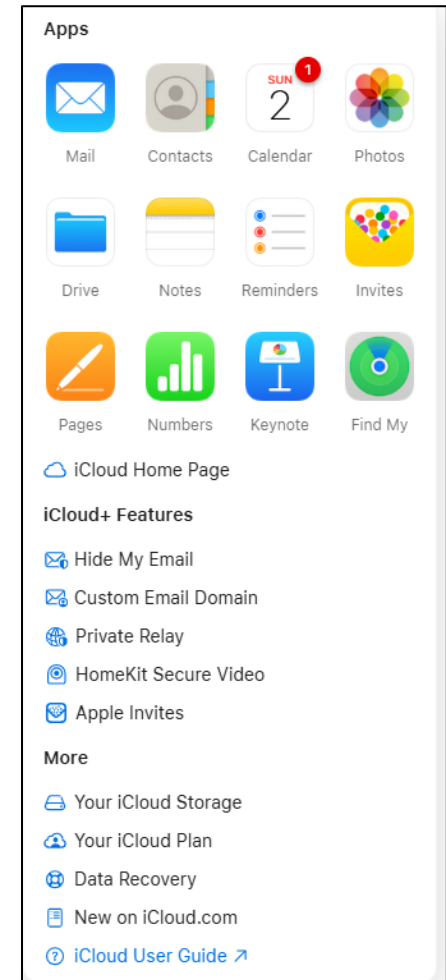 Apps
1
SUN
2
Mail Contacts Calendar Photos
Drive Notes Reminders Invites
Pages Numbers Keynote Find My
iCloud Home Page
iCloud+ Features
Hide My Email
Custom Email Domain
Private Relay
HomeKit Secure Video
Apple Invites
More
Your iCloud Storage
Your iCloud Plan
Data Recovery
New on iCloud.com
iCloud User Guide ↗